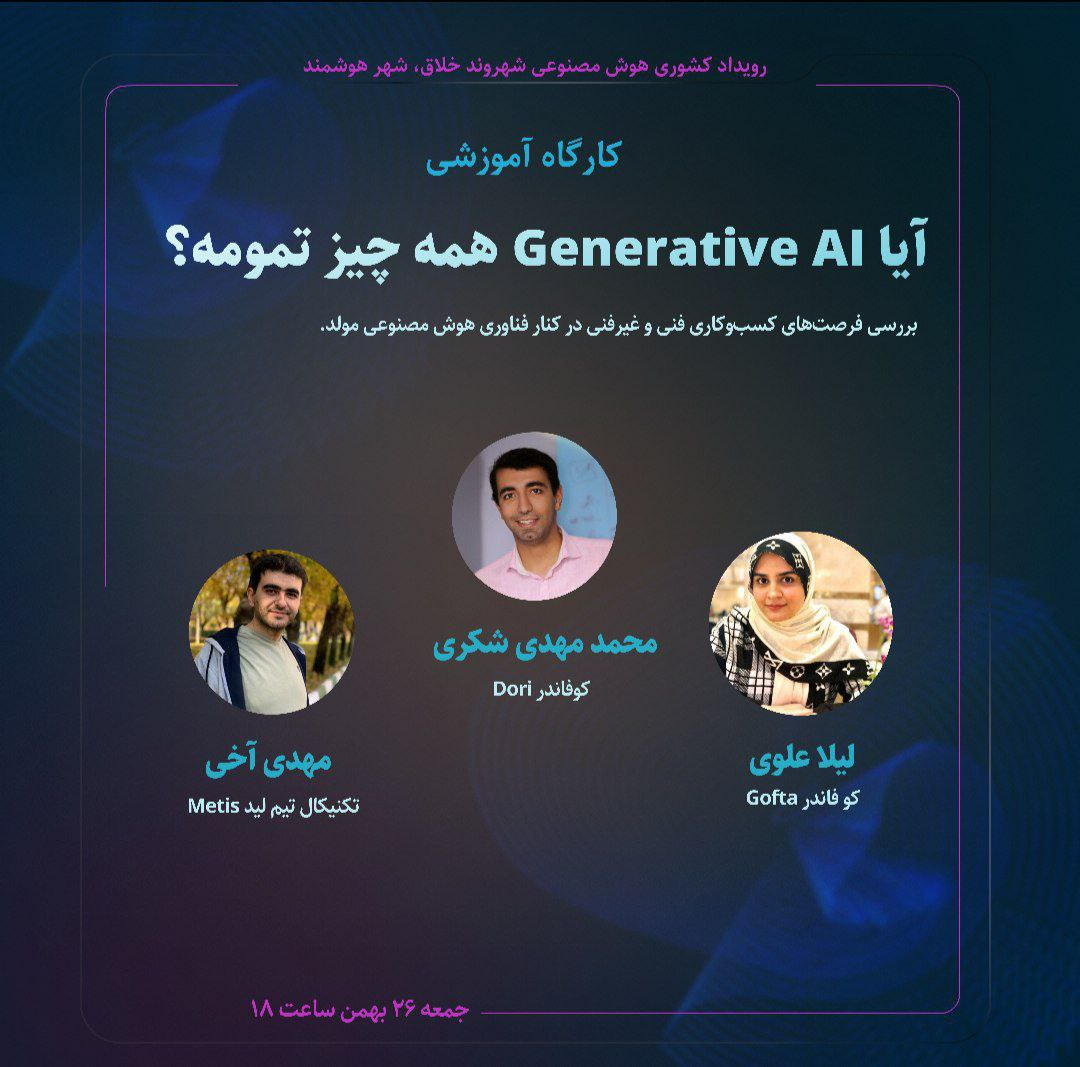 رویداد کشوری هوش مصنوعی شهروند خلاق، شهر هوشمند
کارگاه آموزشی
آیا Generative AI همه چیز تمومه؟
بررسی فرصت‌های کسب‌وکاری فنی و غیرفنی در کنار فناوری هوش مصنوعی مولد.
محمد مهدی شکری
کوفاندر Dori
لیلا علوی
کو فاندر Gofta
مهدی آخی
تکنیکال تیم لید Metis
جمعه ۲۶ بهمن ساعت ۱۸